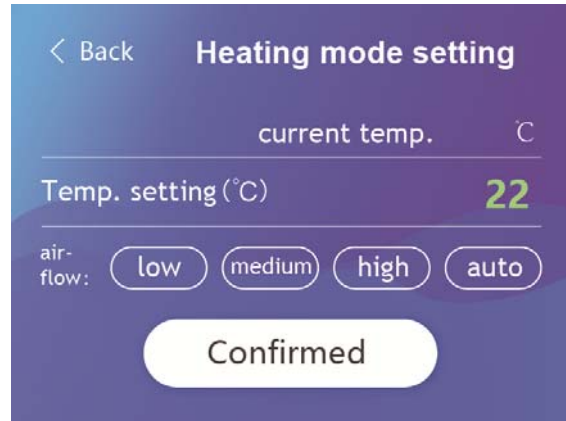 < Back Heating mode setting
current temp. ℃
Temp. setting(℃) 22
air-
flow: low medium high auto
Confirmed